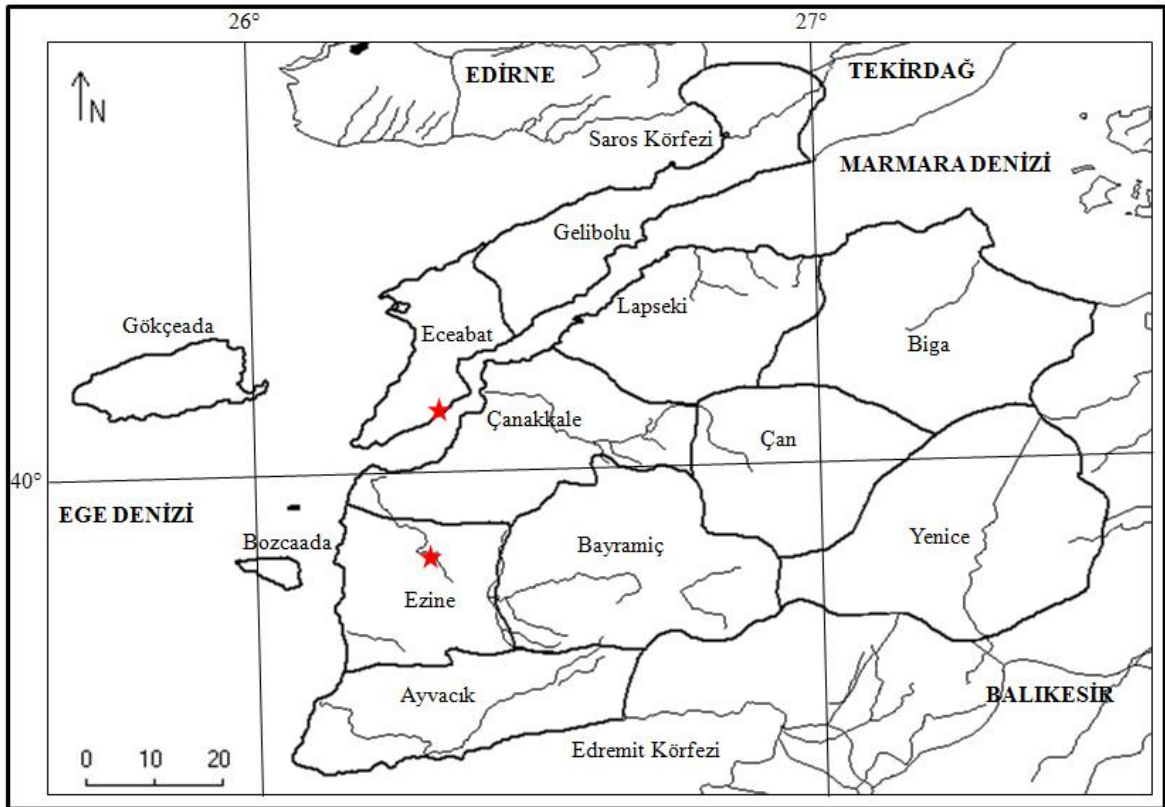 26°
27°
EDİRNE
TEKİRDAĞ
N
Saros Körfezi
MARMARA DENİZİ
Gelibolu
Lapseki
Gökçeada
Eceabat
Biga
Çanakkale
Çan
40°
EGE DENİZİ
Bozcaada
Bayramiç
Yenice
Ezine
Ayvacık
BALIKESİR
Edremit Körfezi
0 10 20